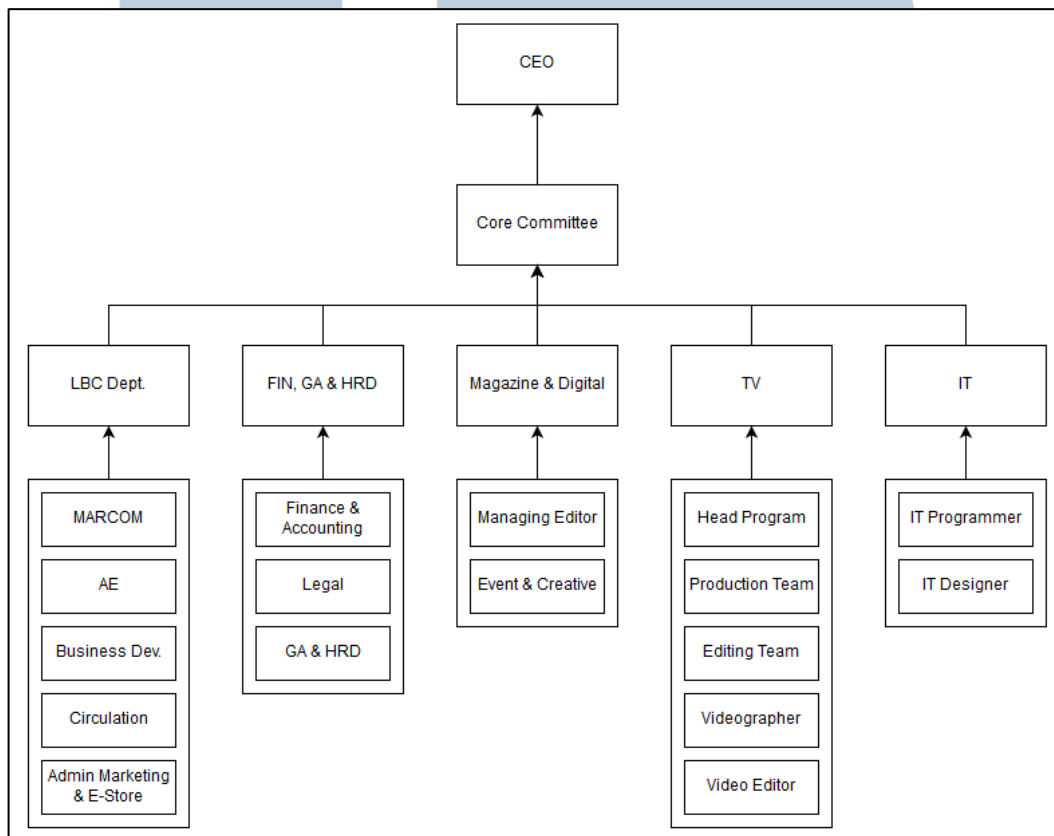 CEO
Core Committee
LBC Dept.
FIN, GA & HRD
Magazine & Digital
TV
IT
MARCOM
AE
Business Dev.
Circulation
Admin Marketing
& E-Store
Finance &
Accounting
Legal
GA & HRD
Managing Editor
Event & Creative
Head Program
Production Team
Editing Team
Videographer
Video Editor
IT Programmer
IT Designer